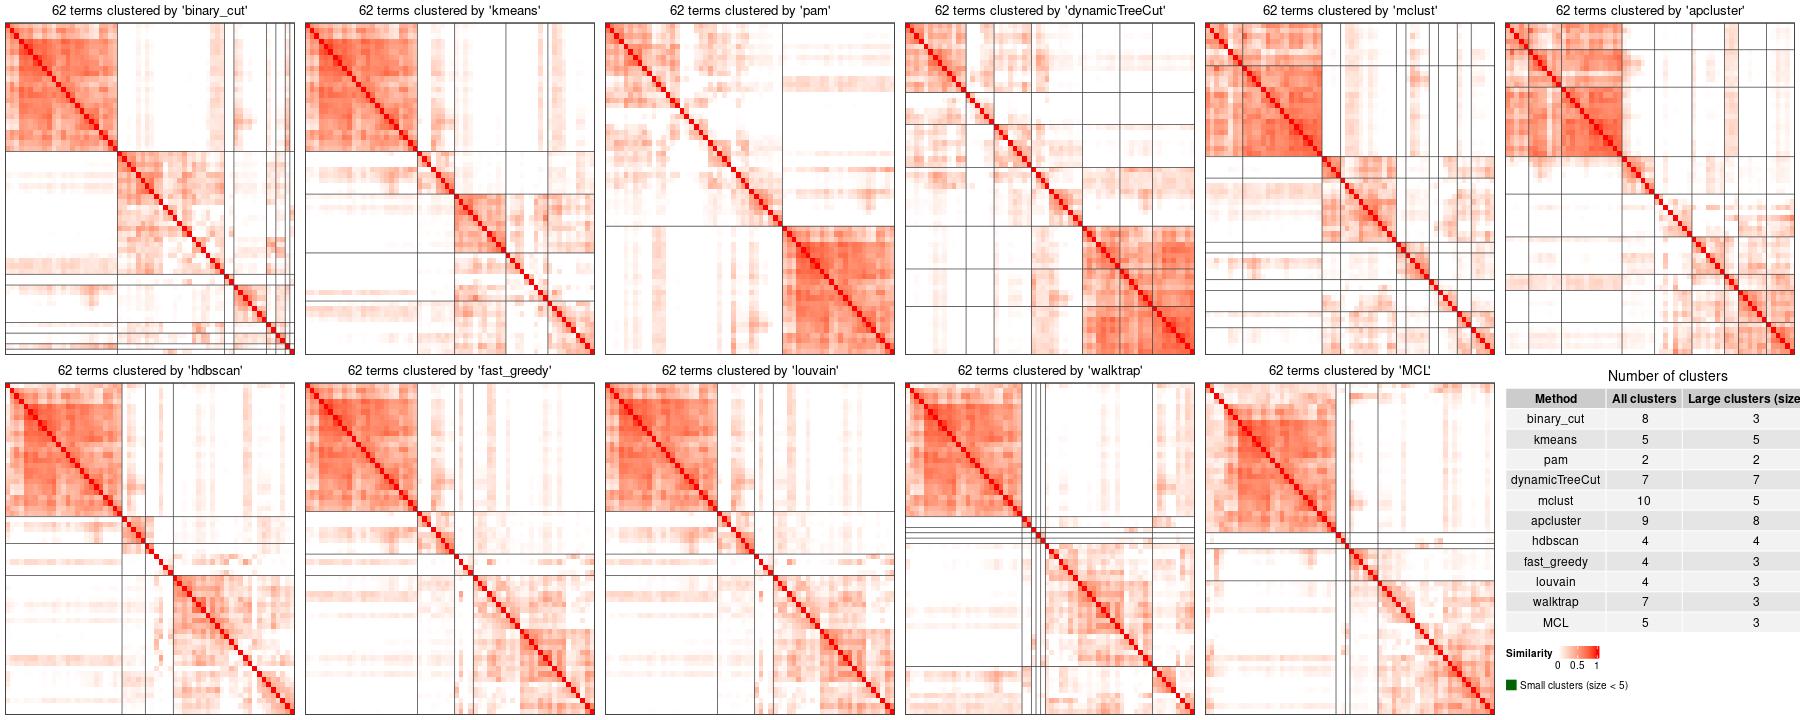 62 terms clustered by 'binary_cut'
62 terms clustered by 'kmeans'
62 terms clustered by 'pam'
62 terms clustered by 'dynamicTreeCut'
62 terms clustered by 'mclust'
62 terms clustered by 'apcluster'
62 terms clustered by 'hdbscan'
62 terms clustered by 'fast_greedy'
62 terms clustered by 'louvain'
62 terms clustered by 'walktrap'
62 terms clustered by 'MCL'
Number of clusters
Method All clusters Large clusters (size
binary_cut 8 3
kmeans 5 5
pam 2 2
dynamicTreeCut 7 7
mclust 10 5
apcluster 9 8
hdbscan 4 4
fast_greedy 4 3
louvain 4 3
walktrap 7 3
MCL 5 3
Similarity
0 0.5 1
Small clusters (size < 5)